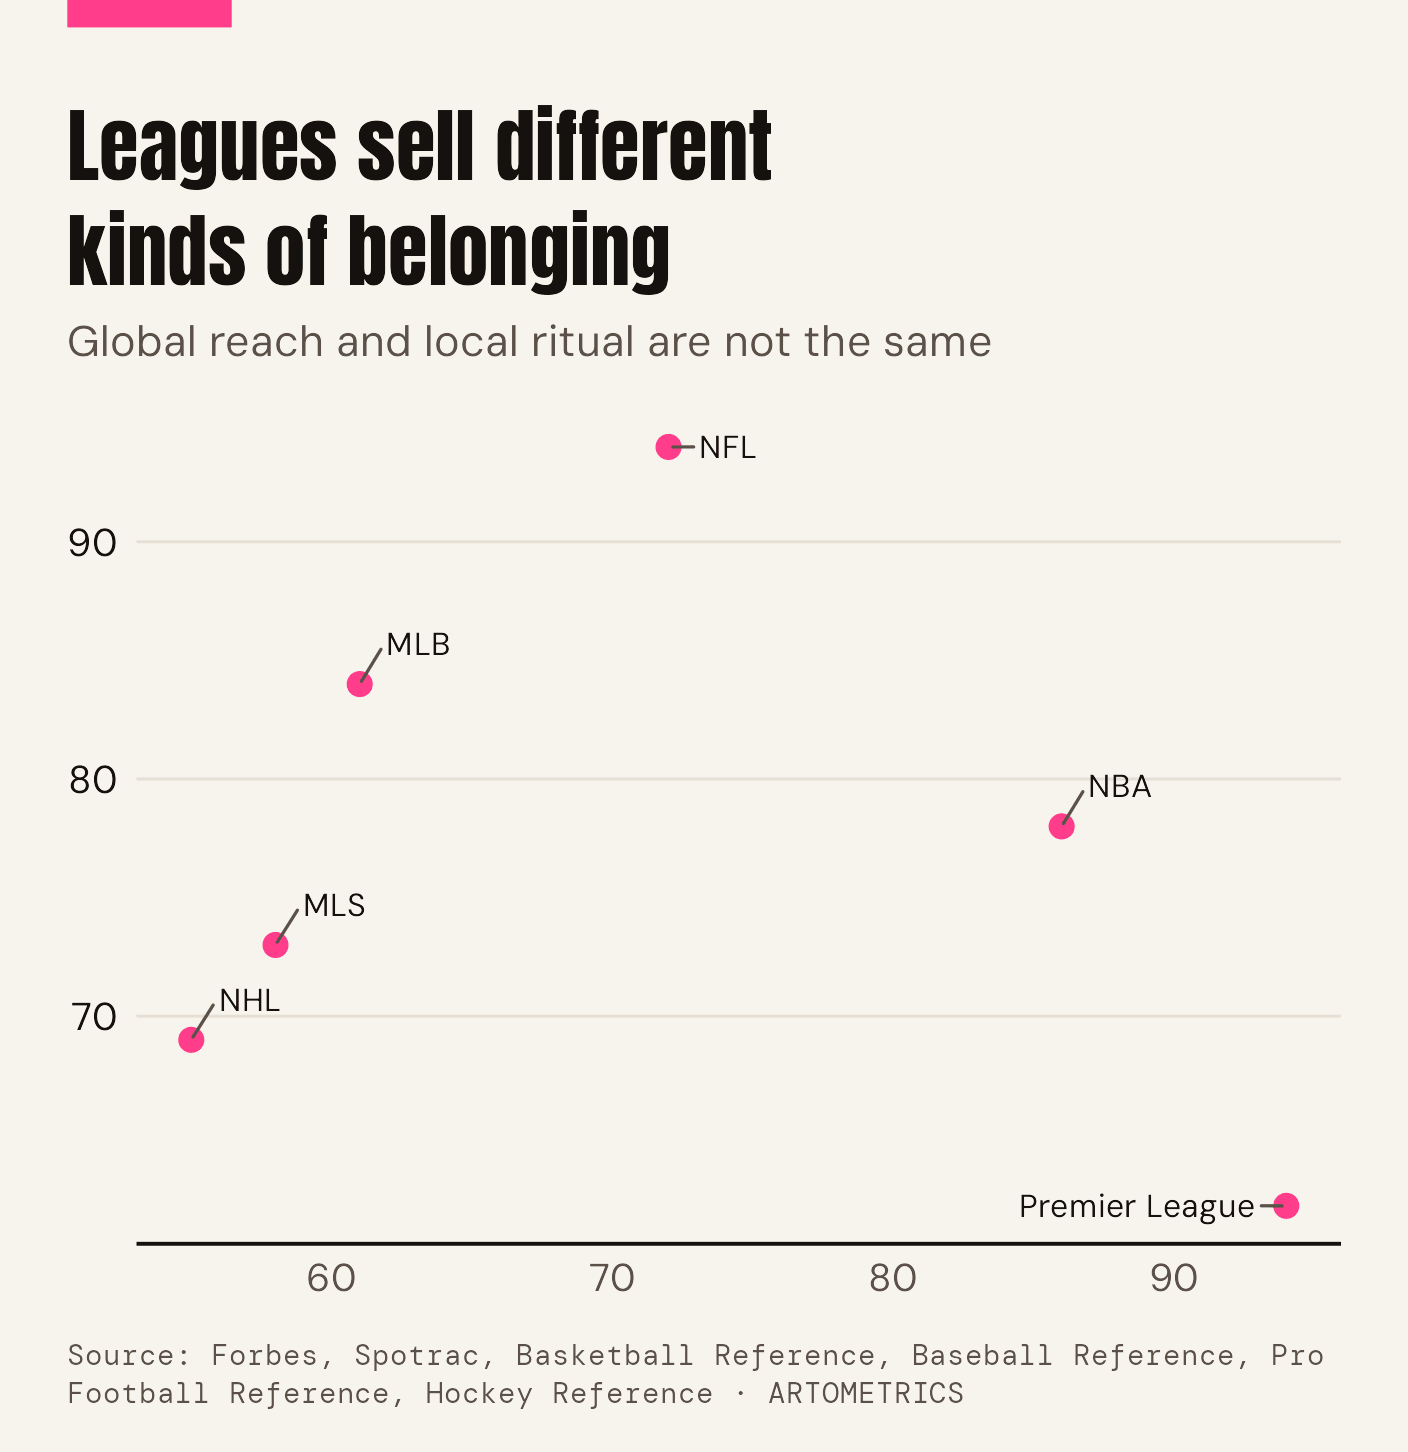 Leagues sell different
kinds of belonging
Global reach and local ritual are not the same
NFL
90
MLB
80
NBA
MLS
NHL
70
Premier League
60 70 80 90
Source: Forbes, Spotrac, Basketball Reference, Baseball Reference, Pro
Football Reference, Hockey Reference · ARTOMETRICS